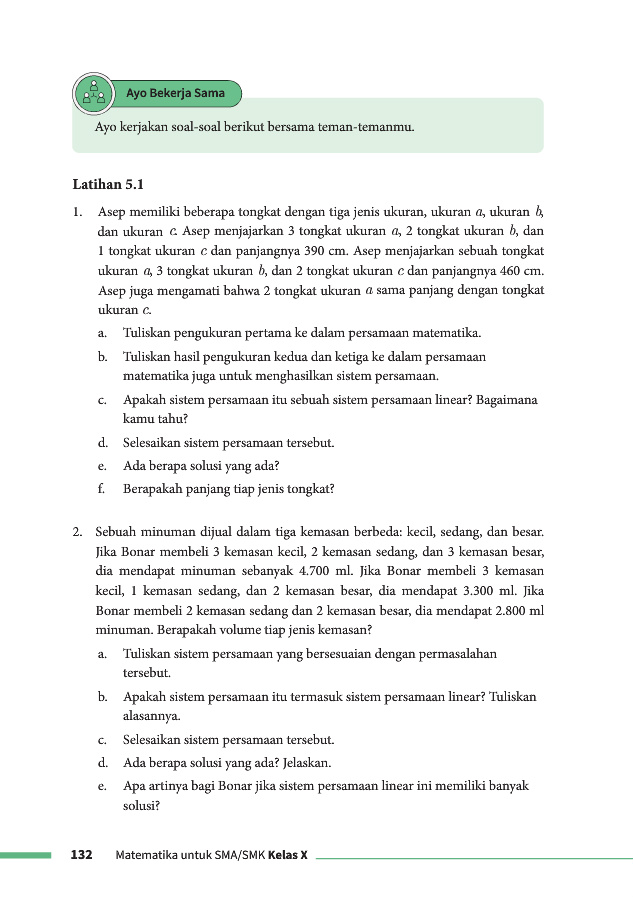 Ayo Bekerja Sama
Ayo kerjakan soal-soal berikut bersama teman-temanmu.
Latihan 5.1
1. Asep memiliki beberapa tongkat dengan tiga jenis ukuran, ukuran a, ukuran b,
dan ukuran c. Asep menjajarkan 3 tongkat ukuran a, 2 tongkat ukuran b, dan
1 tongkat ukuran c dan panjangnya 390 cm. Asep menjajarkan sebuah tongkat
ukuran a, 3 tongkat ukuran b, dan 2 tongkat ukuran c dan panjangnya 460 cm.
Asep juga mengamati bahwa 2 tongkat ukuran a sama panjang dengan tongkat
ukuran c.
a. Tuliskan pengukuran pertama ke dalam persamaan matematika.
b. Tuliskan hasil pengukuran kedua dan ketiga ke dalam persamaan
matematika juga untuk menghasilkan sistem persamaan.
c. Apakah sistem persamaan itu sebuah sistem persamaan linear? Bagaimana
kamu tahu?
d. Selesaikan sistem persamaan tersebut.
e. Ada berapa solusi yang ada?
f. Berapakah panjang tiap jenis tongkat?
2. Sebuah minuman dijual dalam tiga kemasan berbeda: kecil, sedang, dan besar.
Jika Bonar membeli 3 kemasan kecil, 2 kemasan sedang, dan 3 kemasan besar,
dia mendapat minuman sebanyak 4.700 ml. Jika Bonar membeli 3 kemasan
kecil, 1 kemasan sedang, dan 2 kemasan besar, dia mendapat 3.300 ml. Jika
Bonar membeli 2 kemasan sedang dan 2 kemasan besar, dia mendapat 2.800 ml
minuman. Berapakah volume tiap jenis kemasan?
a. Tuliskan sistem persamaan yang bersesuaian dengan permasalahan
tersebut.
b. Apakah sistem persamaan itu termasuk sistem persamaan linear? Tuliskan
alasannya.
c. Selesaikan sistem persamaan tersebut.
d. Ada berapa solusi yang ada? Jelaskan.
e. Apa artinya bagi Bonar jika sistem persamaan linear ini memiliki banyak
solusi?
132 Matematika untuk SMA/SMK Kelas X